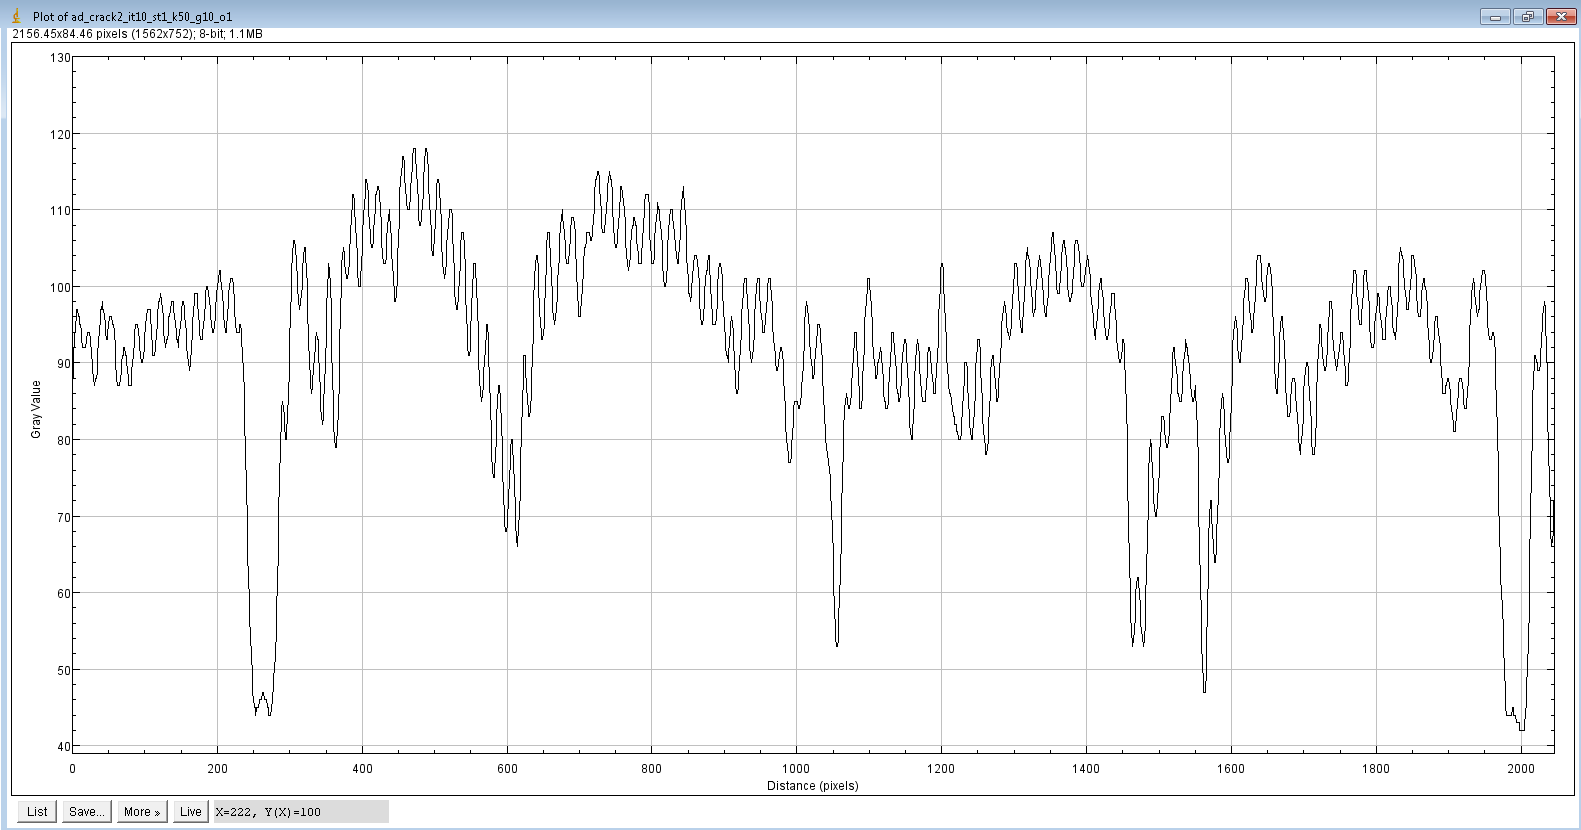 Plot of ad_crack2_it10_st1_k50_g10_o1
2156.45x84.46 pixels (1562x752); 8-bit; 1.1MB
130
120
110
100
90
80
70
60
50
40
Gray Value
0 200 400 600 800 1000 1200 1400 1600 1800 2000
Distance (pixels)
List Save... More » Live X=222, Y(X)=100